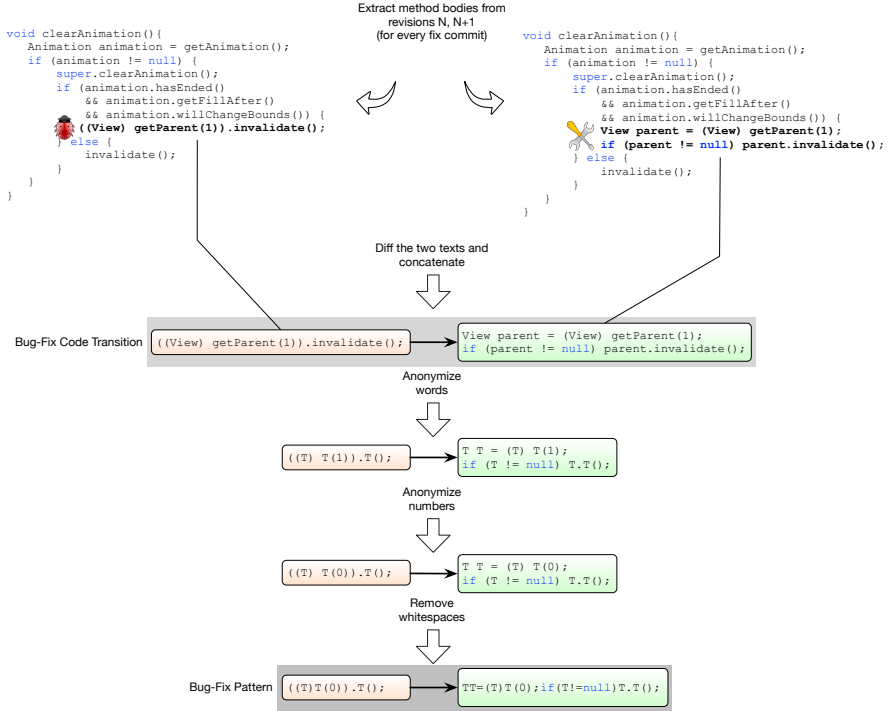 Extract method bodies from
revisions N, N+1
(for every fix commit)
void clearAnimation(){
Animation animation = getAnimation();
if (animation != null) {
super.clearAnimation();
if (animation.hasEnded()
&& animation.getFillAfter()
&& animation.willChangeBounds()) {
((View) getParent(1)).invalidate();
} else {
invalidate();
}
}
}
void clearAnimation(){
Animation animation = getAnimation();
if (animation != null) {
super.clearAnimation();
if (animation.hasEnded()
&& animation.getFillAfter()
&& animation.willChangeBounds()) {
View parent = (View) getParent(1);
if (parent != null) parent.invalidate();
} else {
invalidate();
}
}
}
Diff the two texts and
concatenate
Bug-Fix Code Transition
((View) getParent(1)).invalidate();
View parent = (View) getParent(1);
if (parent != null) parent.invalidate();
Anonymize
words
((T) T(1)).T();
T T = (T) T(1);
if (T != null) T.T();
Anonymize
numbers
((T) T(0)).T();
T T = (T) T(0);
if (T != null) T.T();
Remove
whitespaces
Bug-Fix Pattern
((T)T(0)).T();
TT=(T)T(0);if(T!=null)T.T();